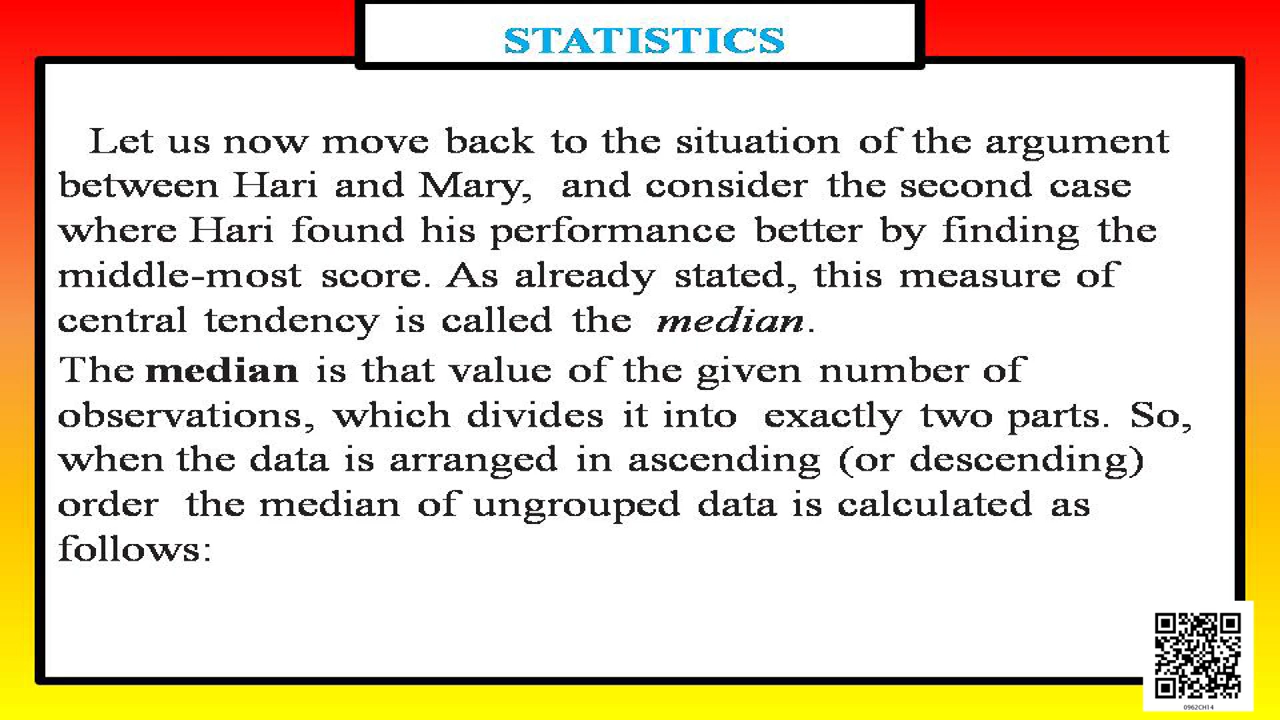 STATISTICS
Let us now move back to the situation of the argument
between Hari and Mary, and consider the second case
where Hari found his performance better by finding the
middle-most score. As already stated, this measure of
central tendency is called the median.
The median is that value of the given number of
observations, which divides it into exactly two parts. So,
when the data is arranged in ascending (or descending)
order the median of ungrouped data is calculated as
follows:
0962CH14